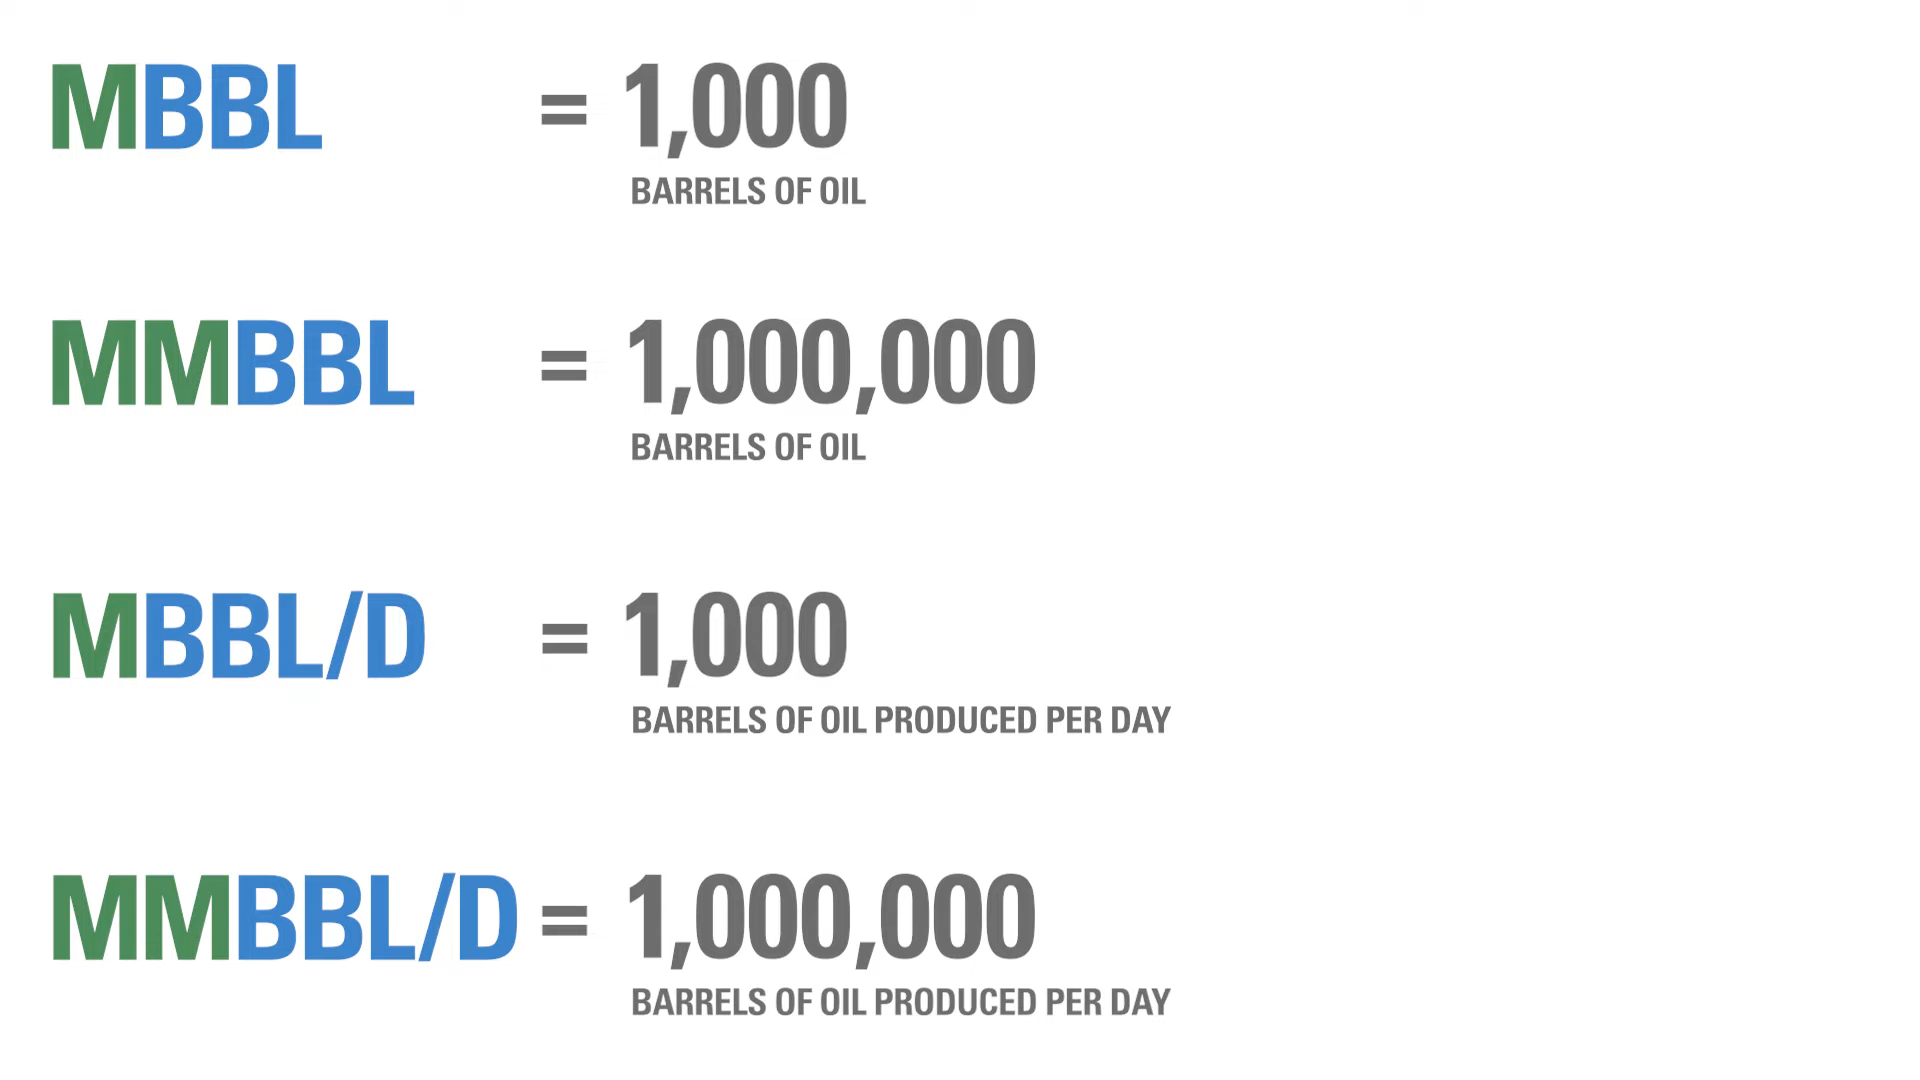 MBBL = 1,000
BARRELS OF OIL
MMBBL = 1,000,000
BARRELS OF OIL
MBBL/D = 1,000
BARRELS OF OIL PRODUCED PER DAY
MMBBL/D = 1,000,000
BARRELS OF OIL PRODUCED PER DAY